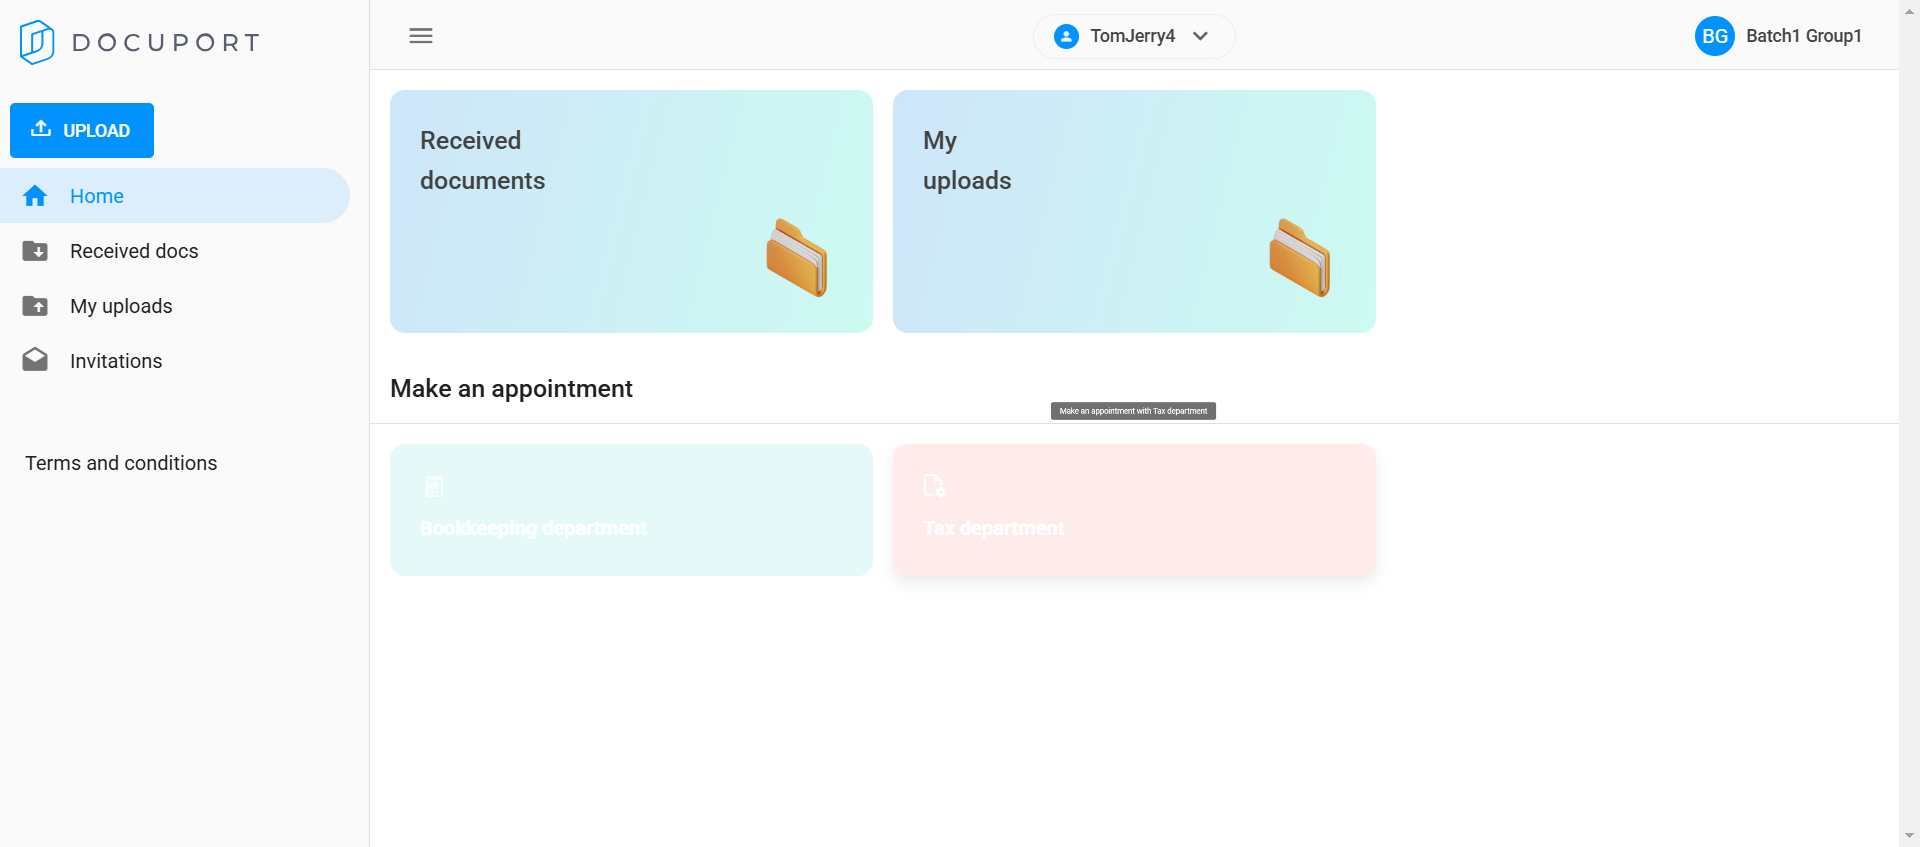 DOCUPORT
TomJerry4
BG
Batch1 Group1
UPLOAD
Home
Received docs
My uploads
Invitations
Terms and conditions
Received
documents
My
uploads
Make an appointment
Make an appointment with Tax department
Bookkeeping department
Tax department